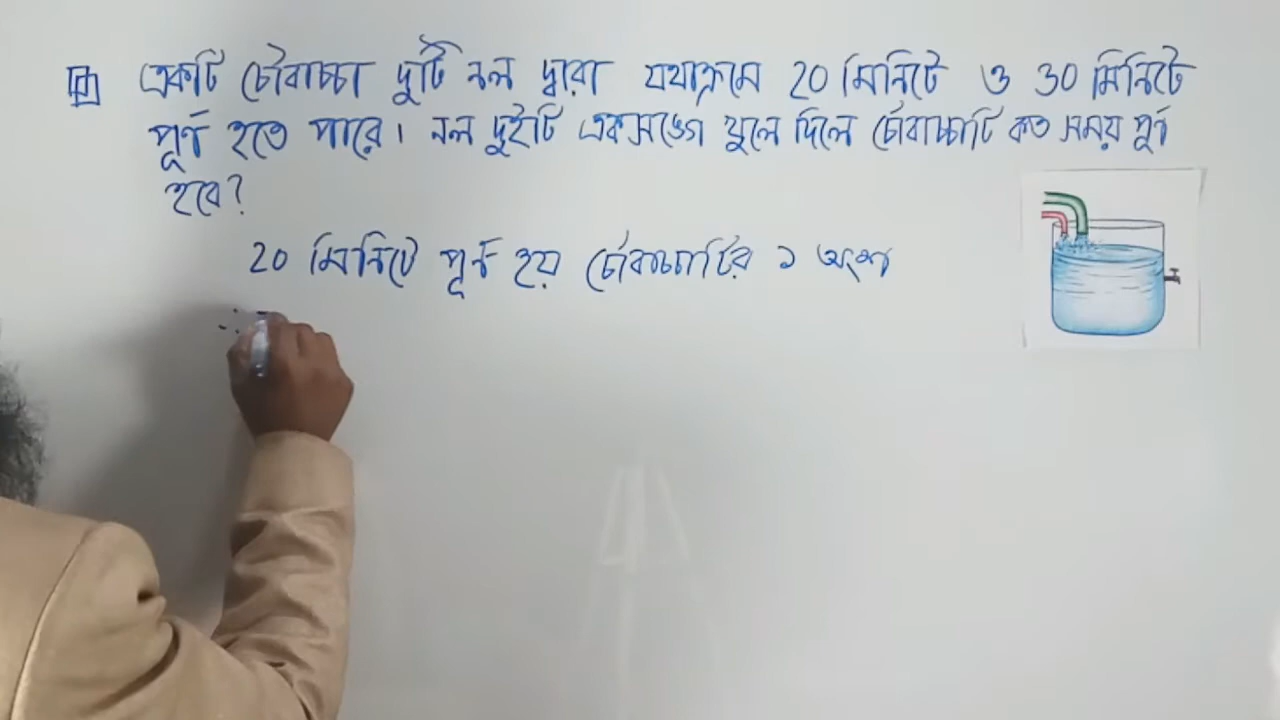 একটি চৌবাচ্চা দুটি নল দ্বারা যথাক্রমে 20 মিনিটে ও 30 মিনিটে
পূর্ণ হতে পারে। নল দুইটি একসঙ্গে খুলে দিলে চৌবাচ্চাটি কত সময় পূর্ণ
হবে?
20 মিনিটে পূর্ণ হয় চৌবাচ্চাটির ১ অংশ